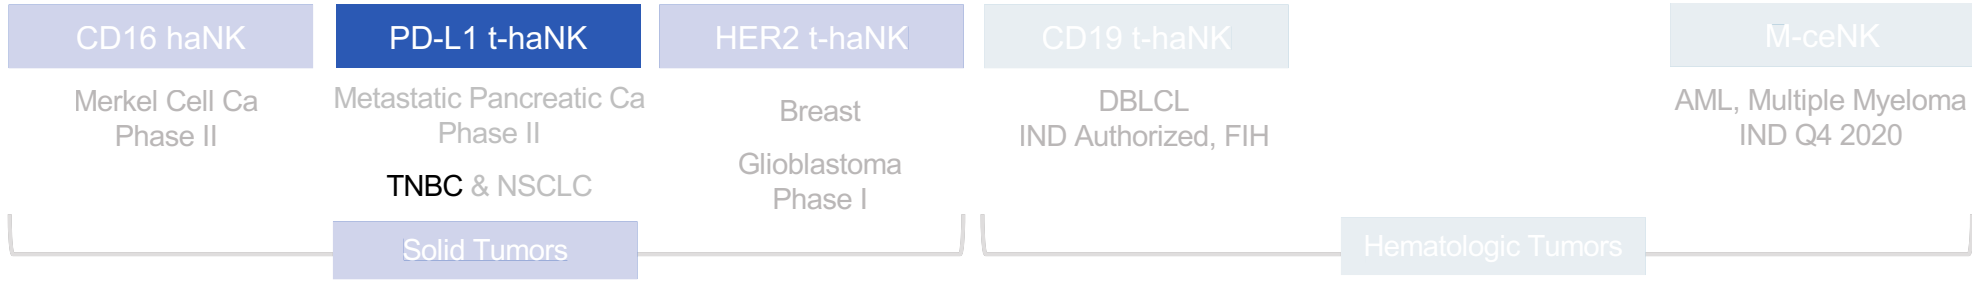 CD16 haNK
Merkel Cell Ca
Phase II
PD-L1 t-haNK
Metastatic Pancreatic Ca
Phase II
TNBC & NSCLC
HER2 t-haNK
Breast
Glioblastoma
Phase I
Solid Tumors
CD19 t-haNK
DBLCL
IND Authorized, FIH
M-ceNK
AML, Multiple Myeloma
IND Q4 2020
Hematologic Tumors